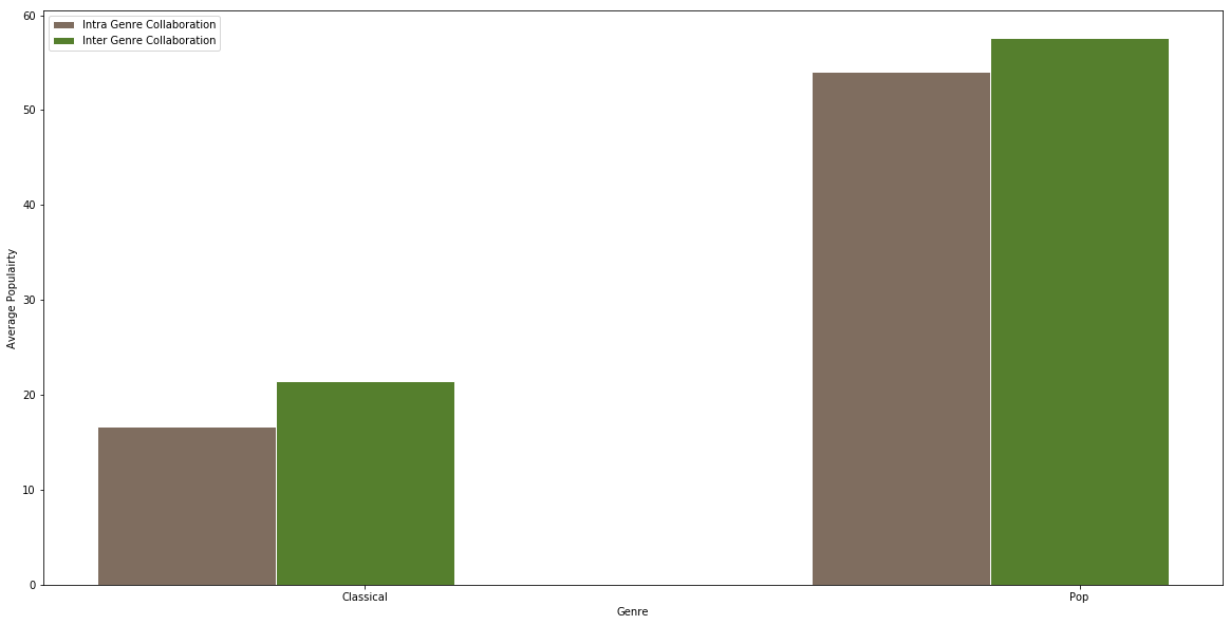 Intra Genre Collaboration
Inter Genre Collaboration
60
50
40
30
20
10
0
Average Populairty
Classical
Pop
Genre